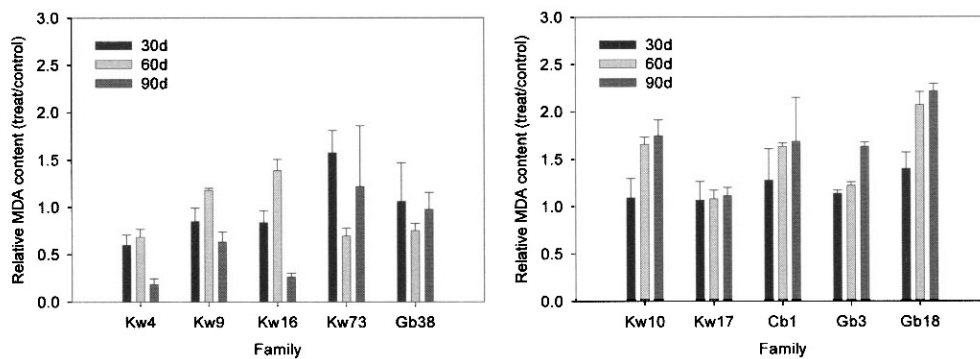 Relative MDA content (treat/control)
3.0
2.5
2.0
1.5
1.0
0.5
0.0
30d
60d
90d
Kw4 Kw9 Kw16 Kw73 Gb38
Family
Relative MDA content (treat/control)
3.0
2.5
2.0
1.5
1.0
0.5
0.0
30d
60d
90d
Kw10 Kw17 Cb1 Gb3 Gb18
Family